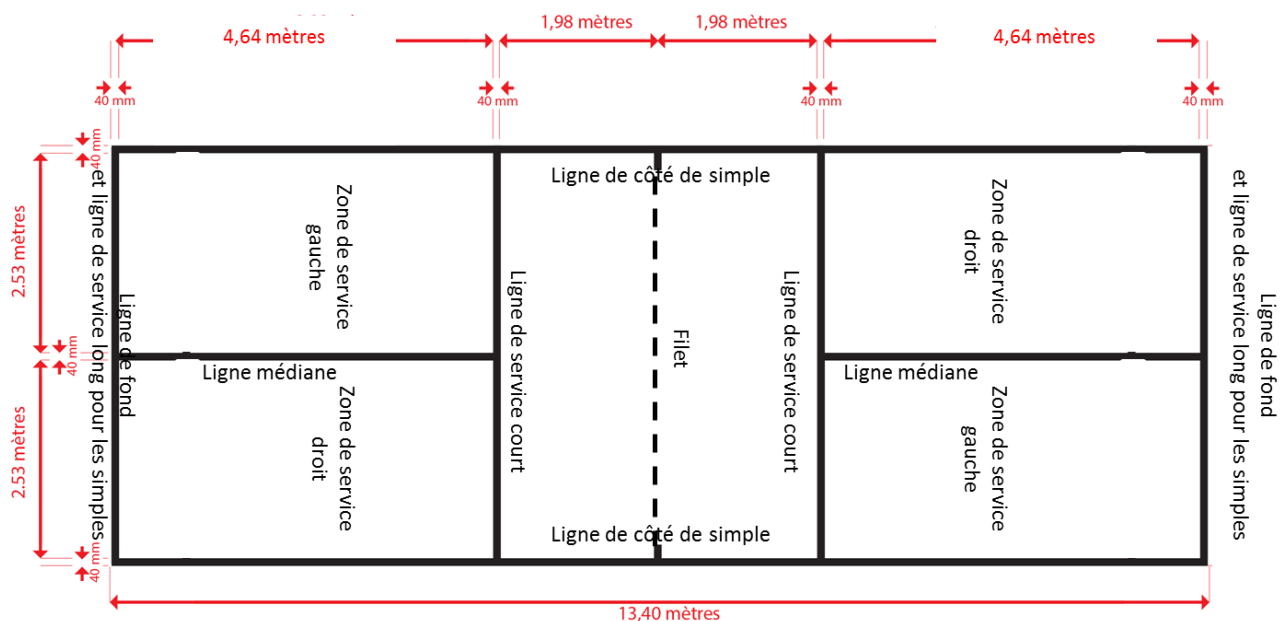 1,98 mètres
1,98 mètres
4,64 mètres
4,64 mètres
40 mm
40 mm
40 mm
40 mm
40 mm
Ligne de côté de simple
2.53 mètres
et ligne de service long pour les simples
Ligne de fond
Zone de service
gauche
Ligne de service court
Filet
Ligne de service court
Zone de service
droit
Ligne de fond
et ligne de service long pour les simples
40 mm
Ligne médiane
Ligne médiane
2.53 mètres
Zone de service
droit
Zone de service
gauche
Ligne de côté de simple
40 mm
13,40 mètres